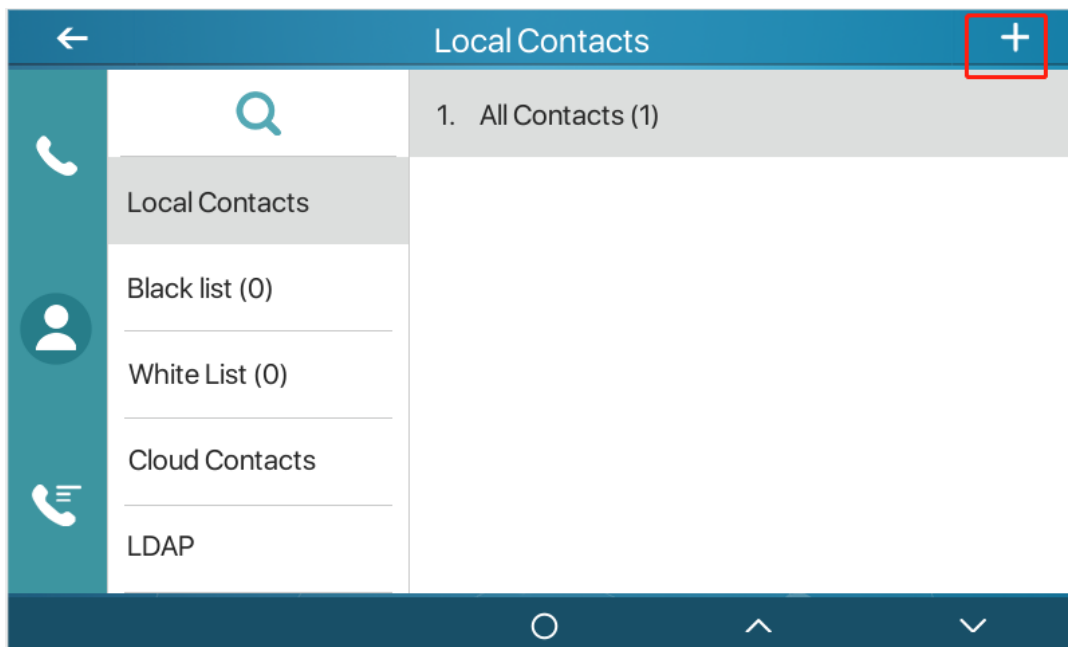 Local Contacts
1. All Contacts (1)
Local Contacts
Black list (0)
White List (0)
Cloud Contacts
LDAP